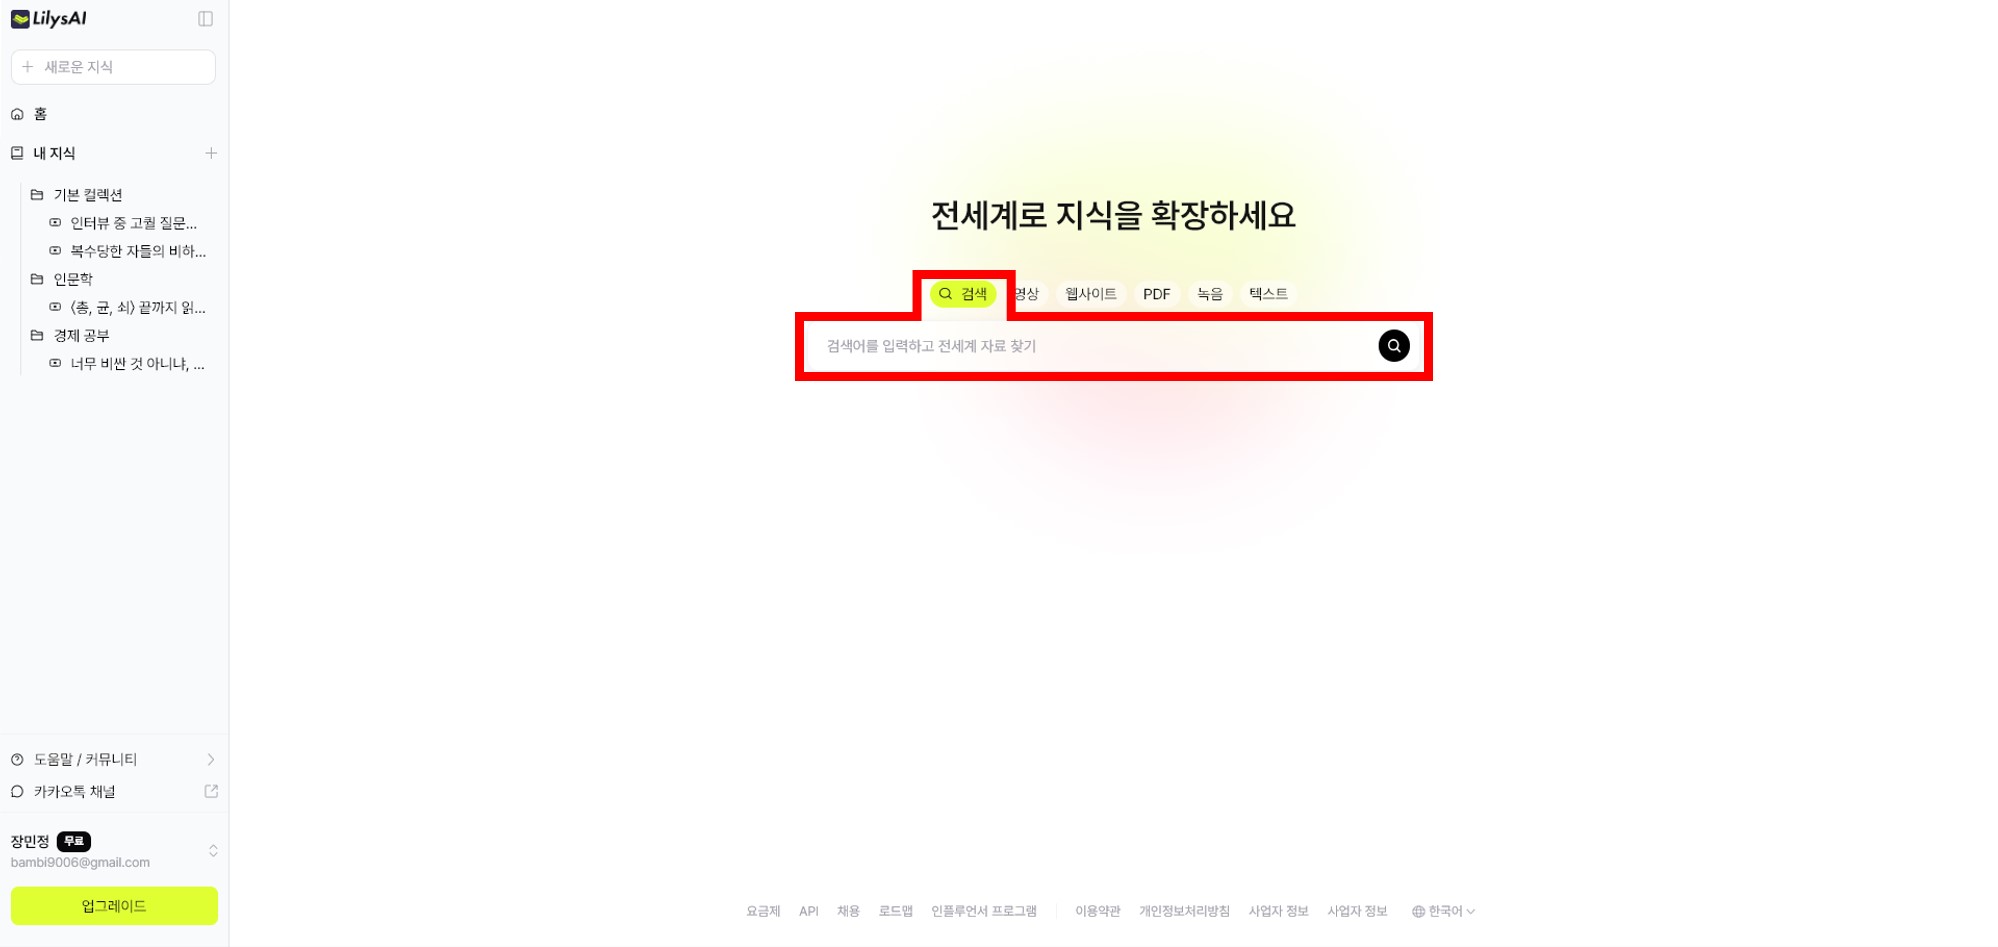 LilysAI
새로운 지식
홈
내 지식
기본 컬렉션
인터뷰 중 고퀄 질문...
복수당한 자들의 비하...
인문학
〈총, 균, 쇠〉 끝까지 읽...
경제 공부
너무 비싼 것 아니냐, ...
도움말 / 커뮤니티
카카오톡 채널
장민정 무료
bambi9006@gmail.com
업그레이드
전세계로 지식을 확장하세요
검색 영상 웹사이트 PDF 녹음 텍스트
검색어를 입력하고 전세계 자료 찾기
요금제 API 채용 로드맵 인플루언서 프로그램 이용약관 개인정보처리방침 사업자 정보 사업자 정보 한국어